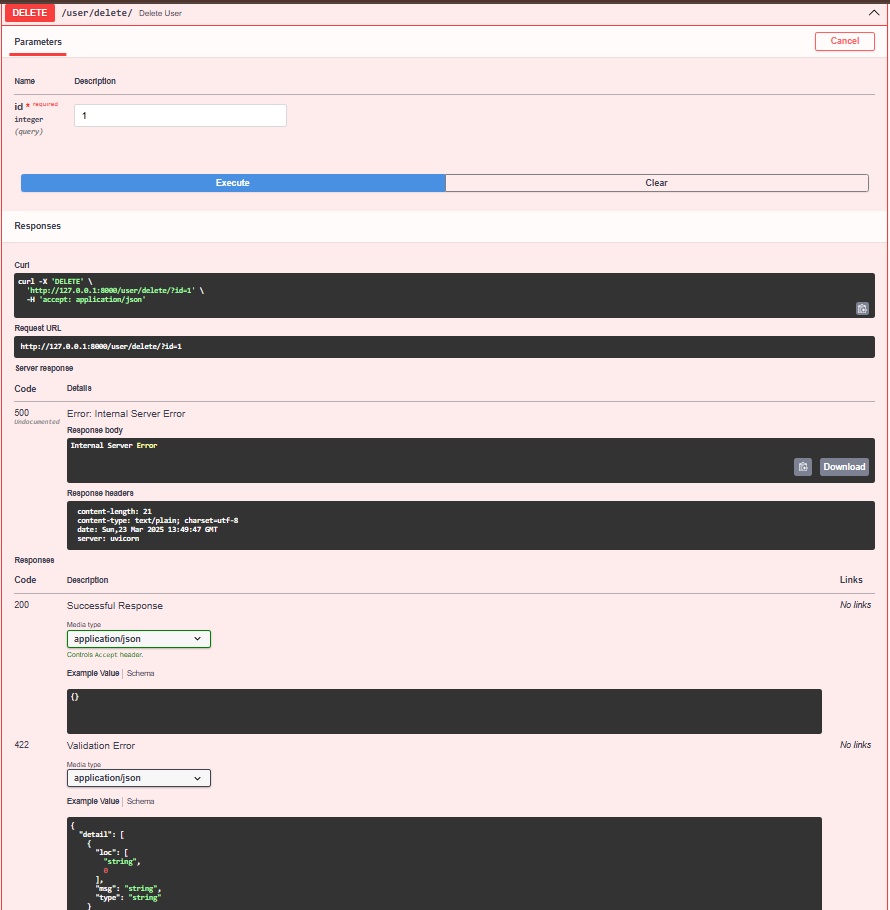 DELETE /user/delete/ Delete User
Parameters
Cancel
Name Description
id * required
integer
(query)
1
Execute
Clear
Responses
Curl
curl -X 'DELETE' \
'http://127.0.0.1:8000/user/delete/?id=1' \
-H 'accept: application/json'
Request URL
http://127.0.0.1:8000/user/delete/?id=1
Server response
Code Details
500 Error: Internal Server Error
Undocumented
Response body
Internal Server Error
Download
Response headers
content-length: 21
content-type: text/plain; charset=utf-8
date: Sun,23 Mar 2025 13:49:47 GMT
server: uvicorn
Responses
Code Description Links
200 Successful Response No links
Media type
application/json
Controls Accept header.
Example Value | Schema
{}
422 Validation Error No links
Media type
application/json
Example Value | Schema
{
"detail": [
{
"loc": [
"string",
0
],
"msg": "string",
"type": "string"
}